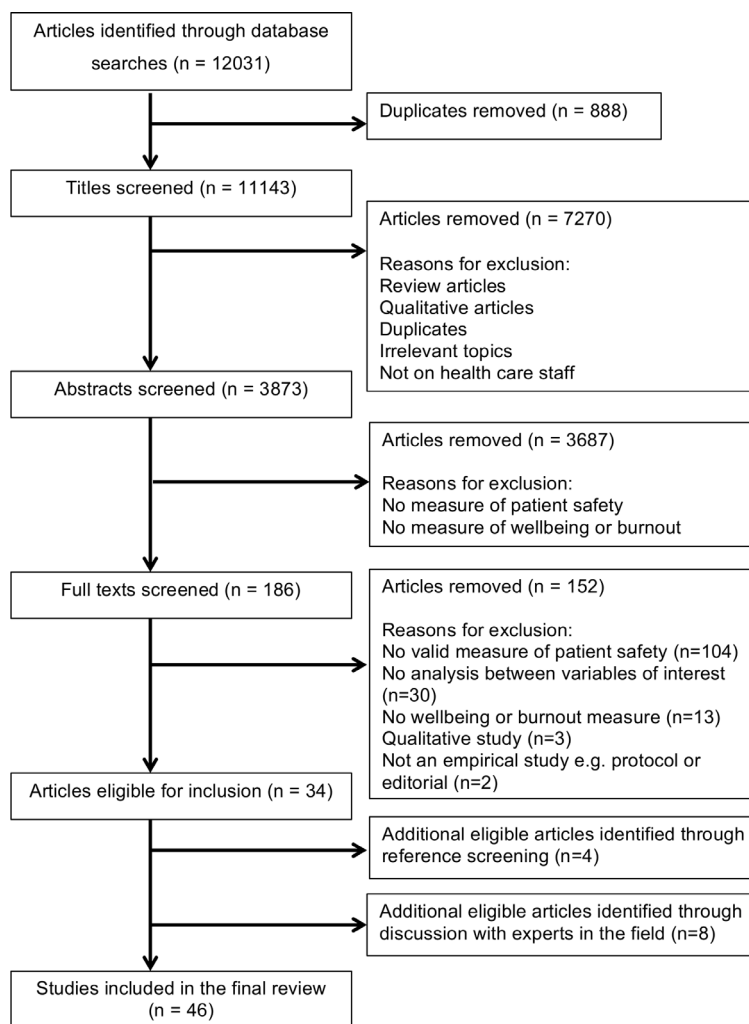 Articles identified through database
searches (n = 12031)
Duplicates removed (n = 888)
Titles screened (n = 11143)
Articles removed (n = 7270)
Reasons for exclusion:
Review articles
Qualitative articles
Duplicates
Irrelevant topics
Not on health care staff
Abstracts screened (n = 3873)
Articles removed (n = 3687)
Reasons for exclusion:
No measure of patient safety
No measure of wellbeing or burnout
Full texts screened (n = 186)
Articles removed (n = 152)
Reasons for exclusion:
No valid measure of patient safety (n=104)
No analysis between variables of interest
(n=30)
No wellbeing or burnout measure (n=13)
Qualitative study (n=3)
Not an empirical study e.g. protocol or
editorial (n=2)
Articles eligible for inclusion (n = 34)
Additional eligible articles identified through
reference screening (n=4)
Additional eligible articles identified through
discussion with experts in the field (n=8)
Studies included in the final review
(n = 46)